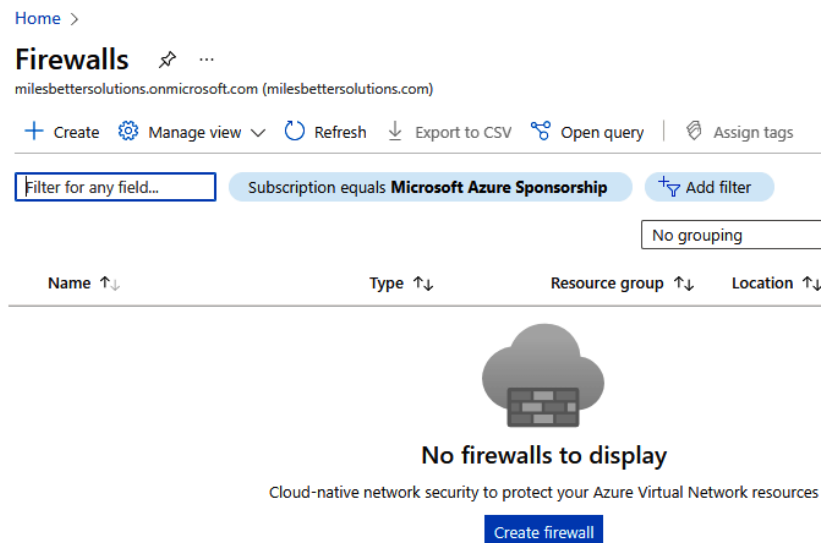 Home >
Firewalls ...
milesbettersolutions.onmicrosoft.com (milesbettersolutions.com)
+ Create Manage view Refresh Export to CSV Open query Assign tags
Filter for any field... Subscription equals Microsoft Azure Sponsorship Add filter
No grouping
Name Type Resource group Location
No firewalls to display
Cloud-native network security to protect your Azure Virtual Network resources
Create firewall